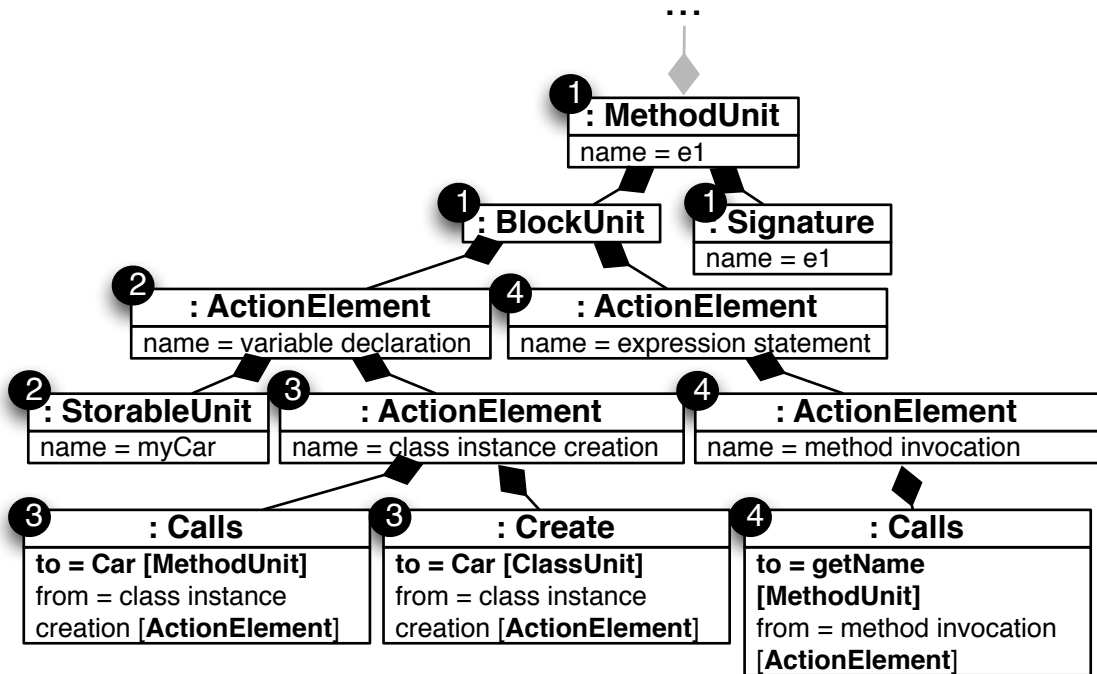 ...
1
: MethodUnit
name = e1
1
: BlockUnit
1
: Signature
name = e1
2
: ActionElement
name = variable declaration
4
: ActionElement
name = expression statement
2
: StorableUnit
name = myCar
3
: ActionElement
name = class instance creation
4
: ActionElement
name = method invocation
3
: Calls
to = Car [MethodUnit]
from = class instance
creation [ActionElement]
3
: Create
to = Car [ClassUnit]
from = class instance
creation [ActionElement]
4
: Calls
to = getName
[MethodUnit]
from = method invocation
[ActionElement]